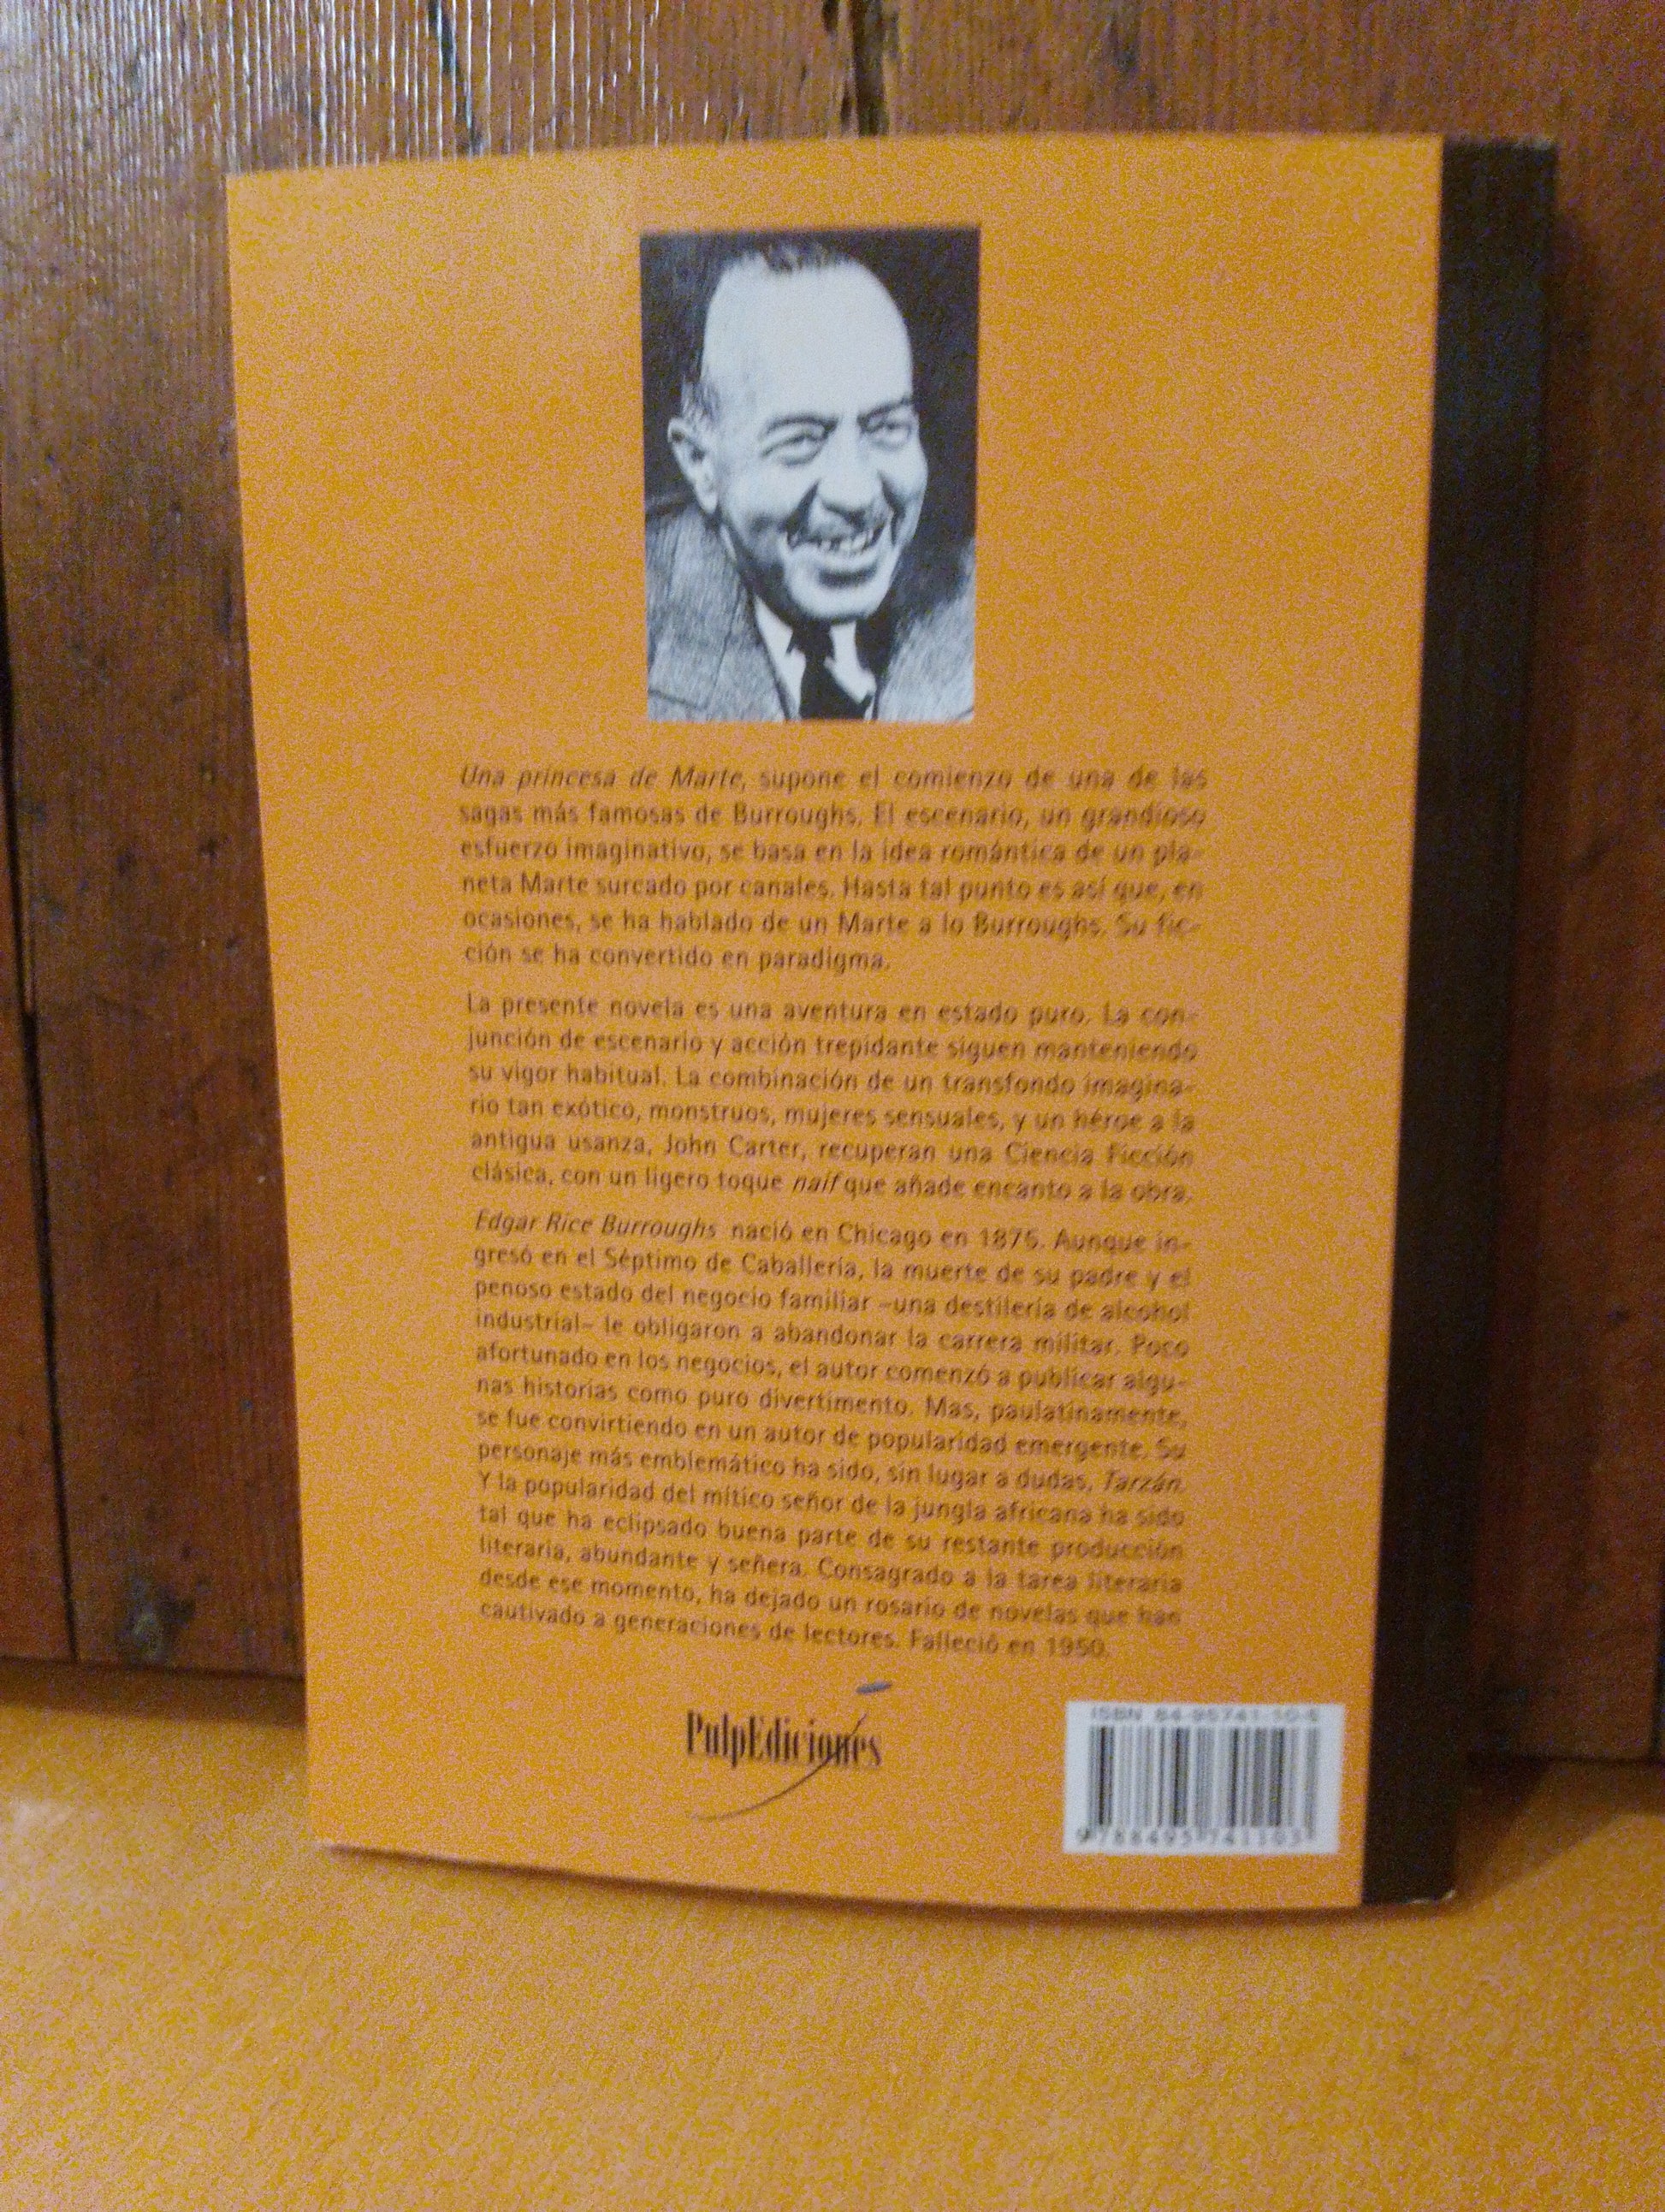 Una princesa de Marte, supone el comienzo de una de las
sagas más famosas de Burroughs. El escenario, un grandioso
esfuerzo imaginativo, se basa en la idea romántica de un pla-
neta Marte surcado por canales. Hasta tal punto es así que, en
ocasiones, se ha hablado de un Marte a lo Burroughs. Su fic-
ción se ha convertido en paradigma.
La presente novela es una aventura en estado puro. La con-
junción de escenario y acción trepidante siguen manteniendo
su vigor habitual. La combinación de un transfondo imagina-
rio tan exótico, monstruos, mujeres sensuales, y un héroe a la
antigua usanza, John Carter, recuperan una Ciencia Ficción
clásica, con un ligero toque naif que añade encanto a la obra.
Edgar Rice Burroughs nació en Chicago en 1875. Aunque in-
gresó en el Séptimo de Caballería, la muerte de su padre y el
penoso estado del negocio familiar –una destilería de alcohol
industrial– le obligaron a abandonar la carrera militar. Poco
afortunado en los negocios, el autor comenzó a publicar algu-
nas historias como puro divertimento. Mas, paulatinamente,
se fue convirtiendo en un autor de popularidad emergente. Su
personaje más emblemático ha sido, sin lugar a dudas, Tarzán.
Y la popularidad del mítico señor de la jungla africana ha sido
tal que ha eclipsado buena parte de su restante producción
literaria, abundante y señera. Consagrado a la tarea literaria
desde ese momento, ha dejado un rosario de novelas que han
cautivado a generaciones de lectores. Falleció en 1950.
PulpEdiciones
ISBN 84-95741-10-5
9 788495 741103